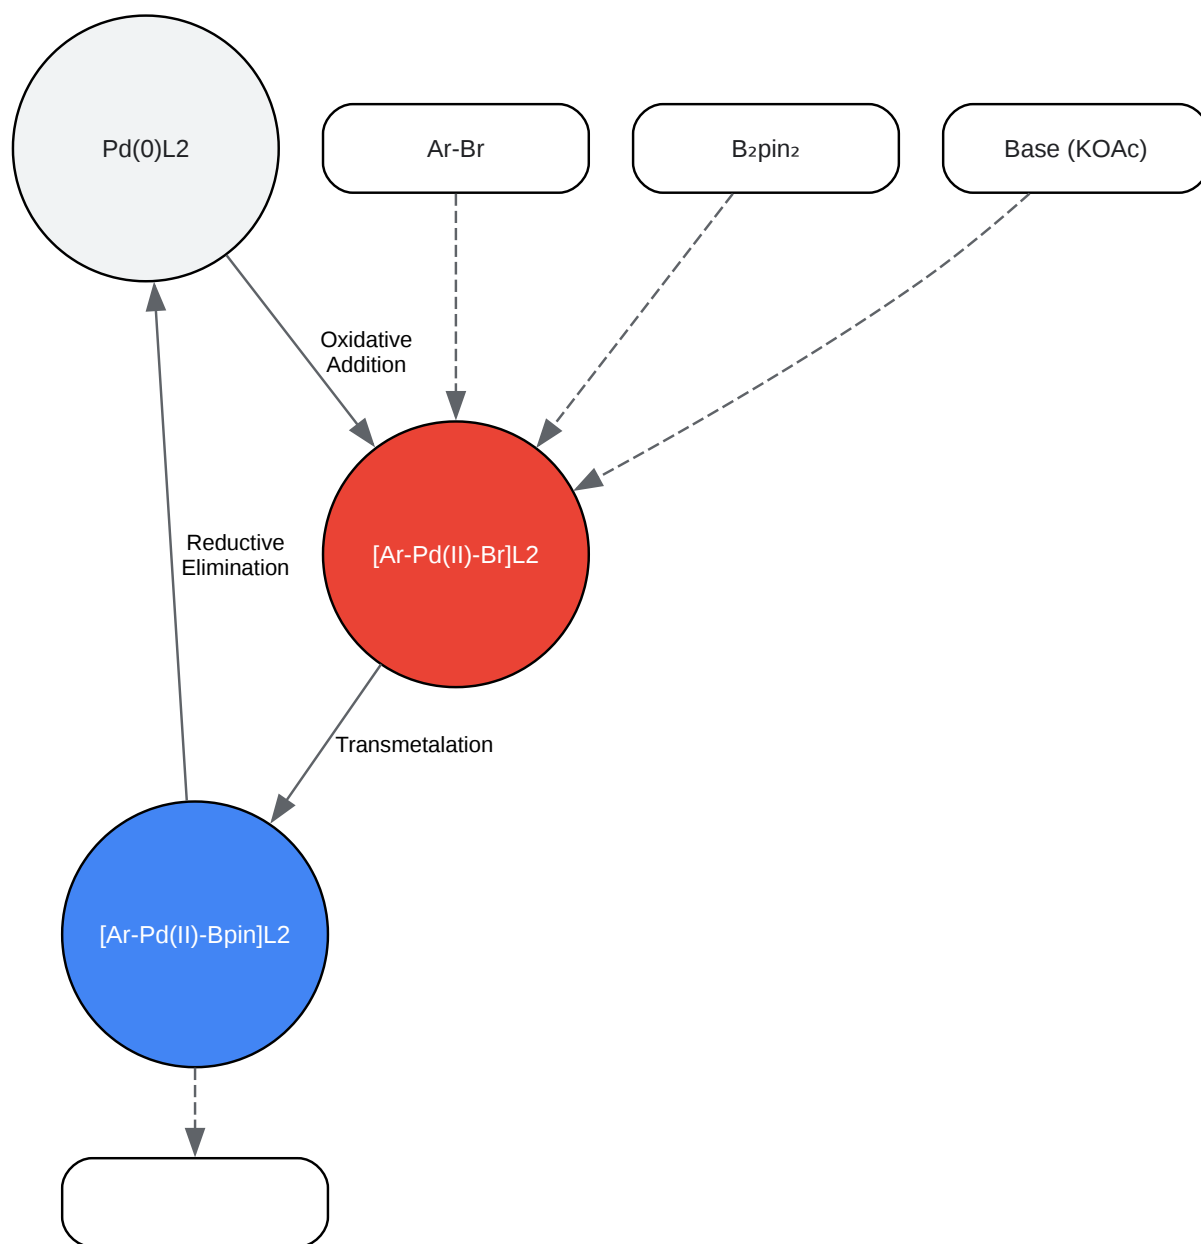 Pd(0)L2
Ar-Br
B₂pin₂
Base (KOAc)
Oxidative
Addition
Reductive
Elimination
[Ar-Pd(II)-Br]L2
Transmetalation
[Ar-Pd(II)-Bpin]L2